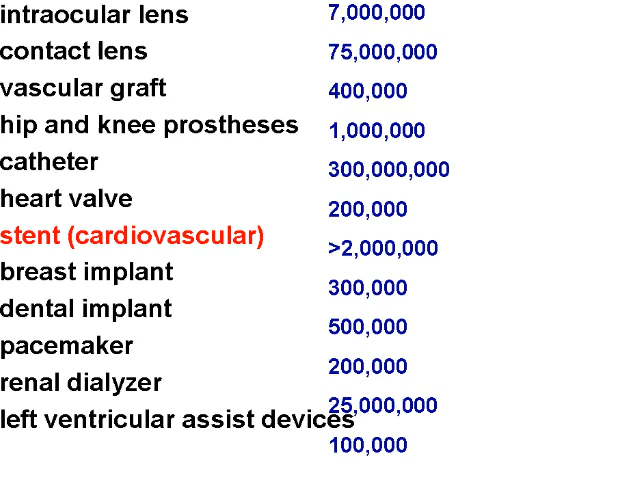 intraocular lens 7,000,000
contact lens 75,000,000
vascular graft 400,000
hip and knee prostheses 1,000,000
catheter 300,000,000
heart valve 200,000
stent (cardiovascular) >2,000,000
breast implant 300,000
dental implant 500,000
pacemaker 200,000
renal dialyzer 25,000,000
left ventricular assist devices 100,000